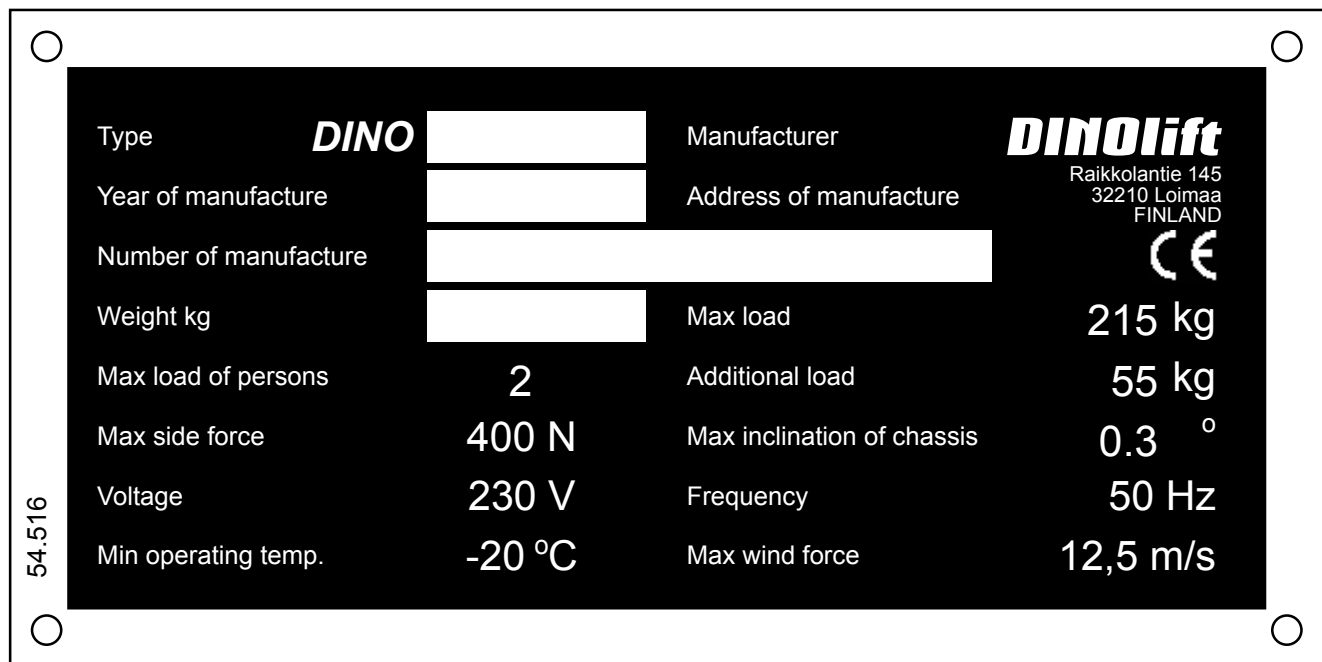 Type DINO Manufacturer DINOlift
Raikkolantie 145
Year of manufacture Address of manufacture 32210 Loimaa
FINLAND
Number of manufacture CE
Weight kg Max load 215 kg
Max load of persons 2 Additional load 55 kg
Max side force 400 N Max inclination of chassis 0.3 °
Voltage 230 V Frequency 50 Hz
Min operating temp. -20 °C Max wind force 12,5 m/s
54.516